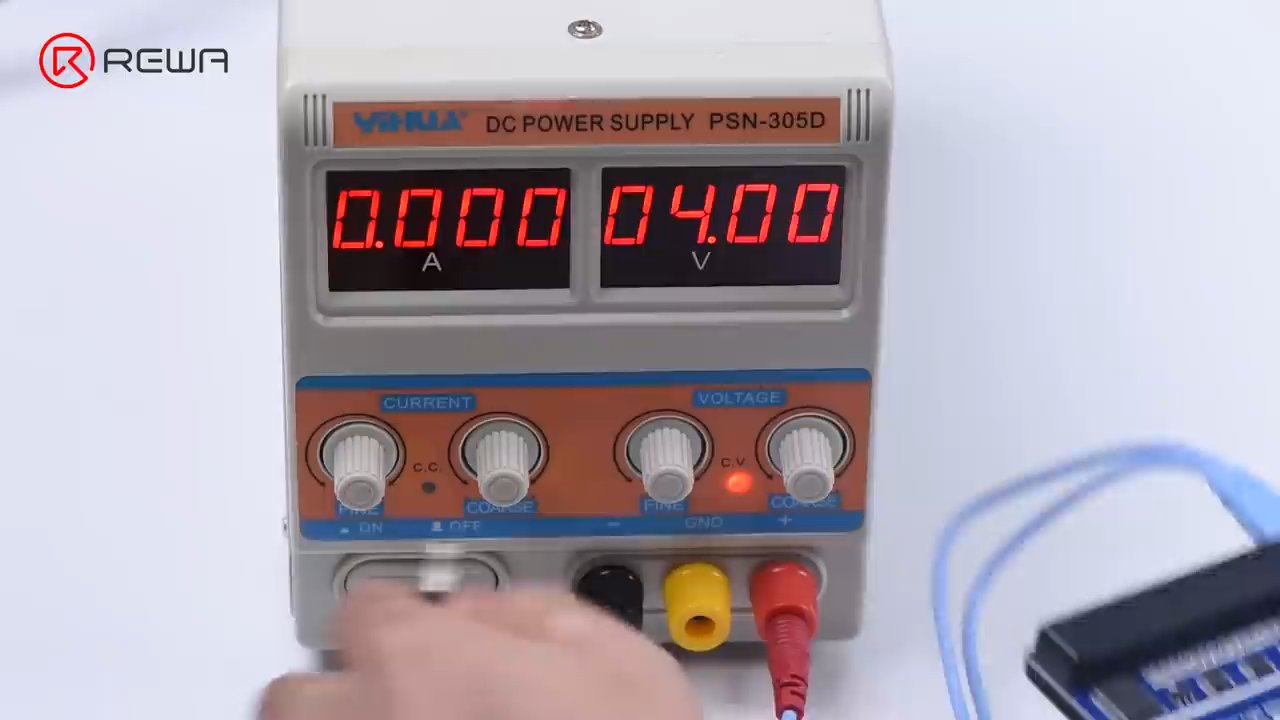 REWA
YIHUA DC POWER SUPPLY PSN-305D
0.000 04.00
A V
CURRENT VOLTAGE
C.C. C.V
FINE COARSE FINE COARSE
ON OFF - GND +